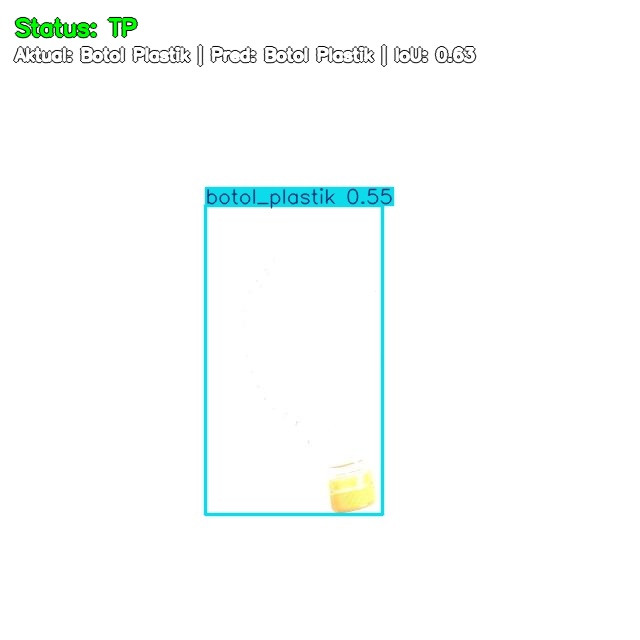 Status: TP
Aktual: Botol Plastik | Pred: Botol Plastik | IoU: 0.63
botol_plastik 0.55